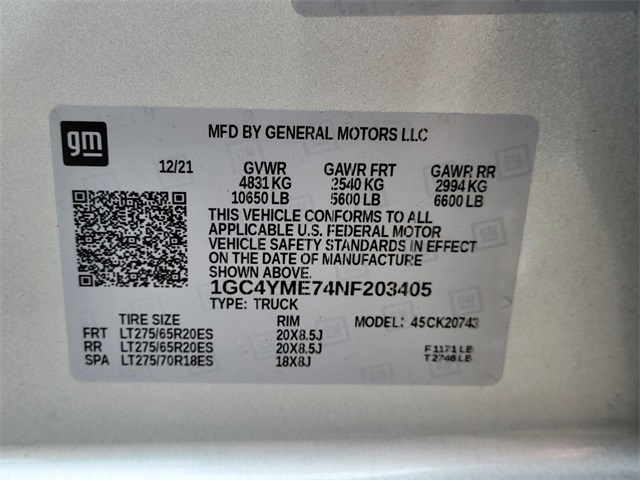 gm
MFD BY GENERAL MOTORS LLC
12/21 GVWR GAWR FRT GAWR RR
4831 KG 2540 KG 2994 KG
10650 LB 5600 LB 6600 LB
THIS VEHICLE CONFORMS TO ALL
APPLICABLE U.S. FEDERAL MOTOR
VEHICLE SAFETY STANDARDS IN EFFECT
ON THE DATE OF MANUFACTURE
SHOWN ABOVE.
1GC4YME74NF203405
TYPE: TRUCK
TIRE SIZE RIM MODEL: 45CK20743
FRT LT275/65R20ES 20X8.5J
RR LT275/65R20ES 20X8.5J F1171 LB
SPA LT275/70R18ES 18X8J T2746 LB